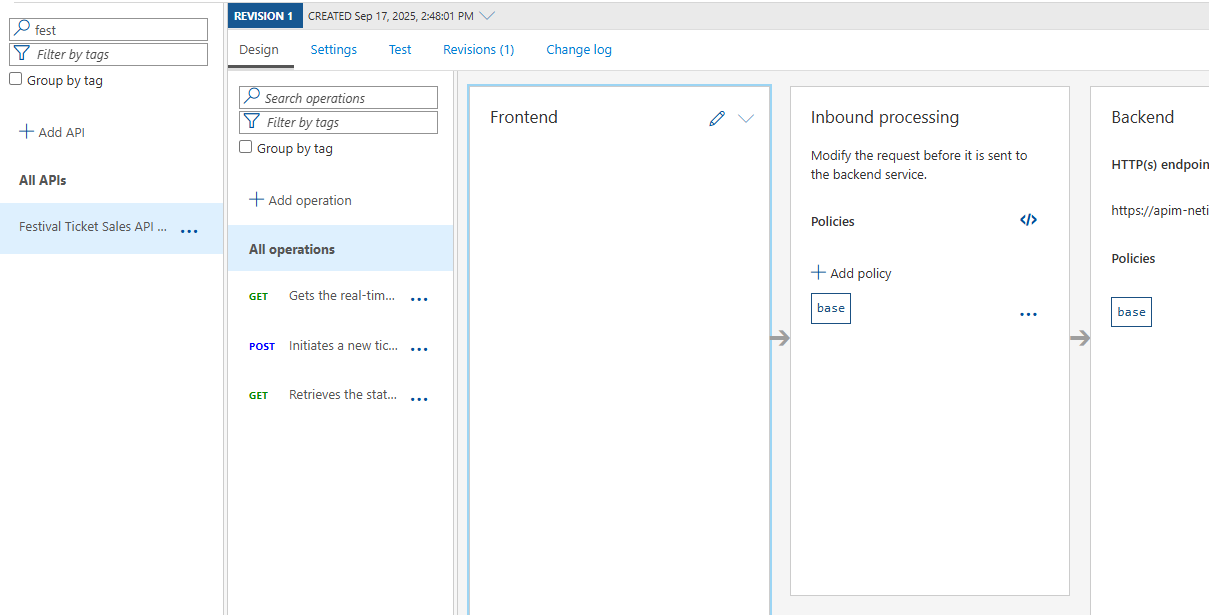 fest
Filter by tags
Group by tag
Add API
All APIs
Festival Ticket Sales API ...
REVISION 1 CREATED Sep 17, 2025, 2:48:01 PM
Design Settings Test Revisions (1) Change log
Search operations
Filter by tags
Group by tag
Add operation
All operations
GET Gets the real-tim...
POST Initiates a new tic...
GET Retrieves the stat...
Frontend
Inbound processing
Modify the request before it is sent to
the backend service.
Policies
Add policy
base
Backend
HTTP(s) endpoin
https://apim-neti
Policies
base